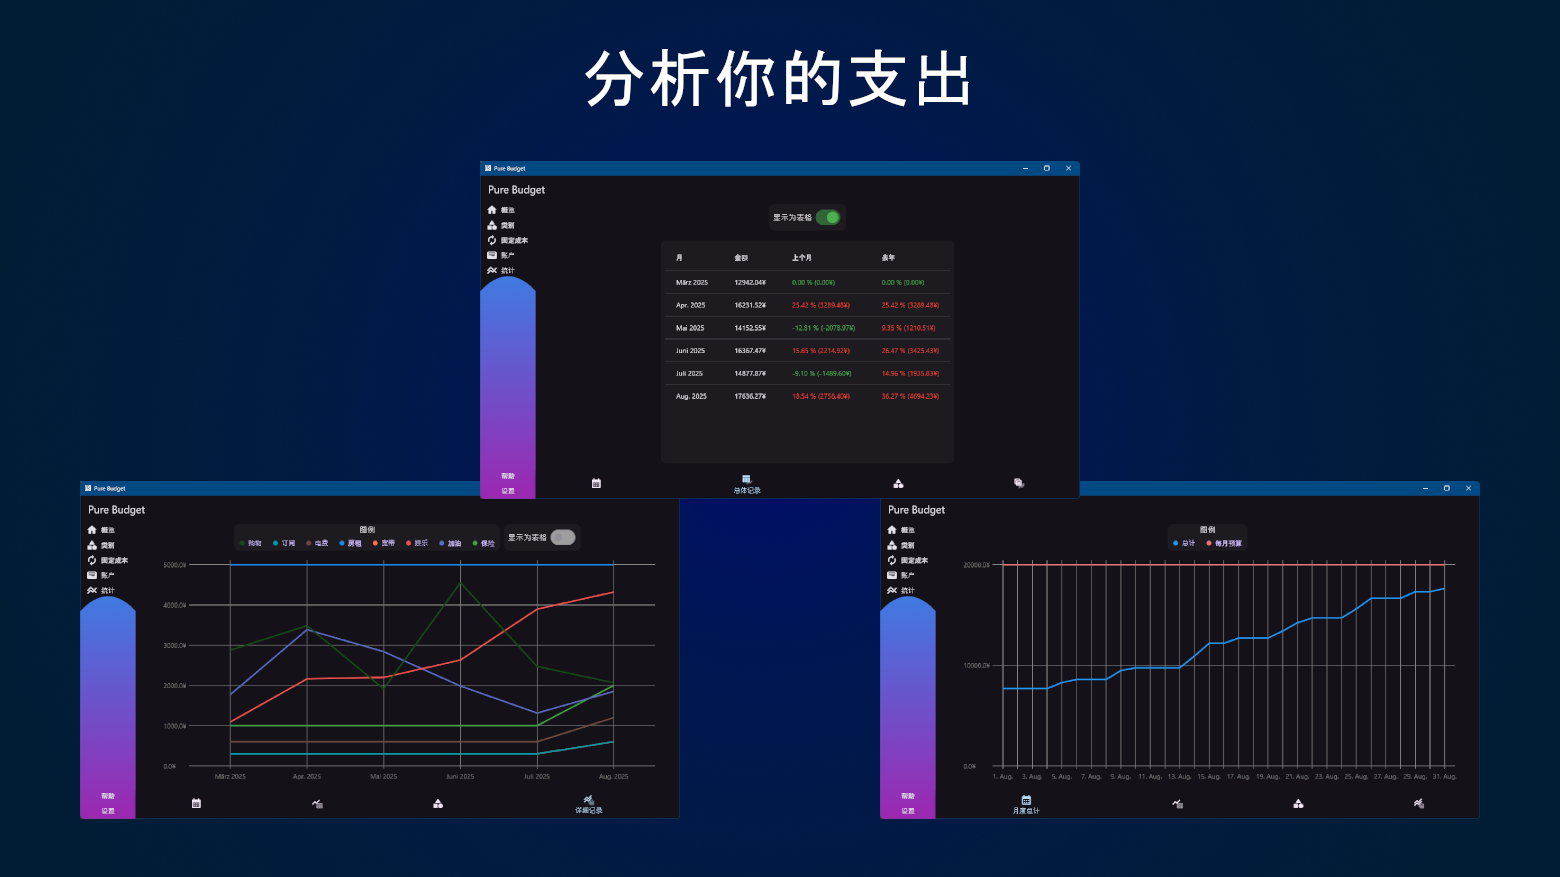 分析你的支出
Pure Budget
Pure Budget
概览
类别
固定成本
账户
统计
帮助
设置
显示为表格
月 金额 上个月 去年
März 2025 12942.04¥ 0.00 % (0.00¥) 0.00 % (0.00¥)
Apr. 2025 16231.52¥ 25.42 % (3289.48¥) 25.42 % (3289.48¥)
Mai 2025 14152.55¥ -12.81 % (-2078.97¥) 9.35 % (1210.51¥)
Juni 2025 16367.47¥ 15.65 % (2214.92¥) 26.47 % (3425.43¥)
Juli 2025 14877.87¥ -9.10 % (-1489.60¥) 14.96 % (1935.83¥)
Aug. 2025 17636.27¥ 18.54 % (2758.40¥) 36.27 % (4694.23¥)
总体记录
Pure Budget
Pure Budget
概览
类别
固定成本
账户
统计
帮助
设置
图例
购物 订阅 电费 房租 宽带 娱乐 加油 保险
显示为表格
5000.0¥
4000.0¥
3000.0¥
2000.0¥
1000.0¥
0.0¥
März 2025 Apr. 2025 Mai 2025 Juni 2025 Juli 2025 Aug. 2025
详细记录
Pure Budget
概览
类别
固定成本
账户
统计
帮助
设置
图例
总计 每月预算
20000.0¥
10000.0¥
0.0¥
1. Aug. 3. Aug. 5. Aug. 7. Aug. 9. Aug. 11. Aug. 13. Aug. 15. Aug. 17. Aug. 19. Aug. 21. Aug. 23. Aug. 25. Aug. 27. Aug. 29. Aug. 31. Aug.
月度总计